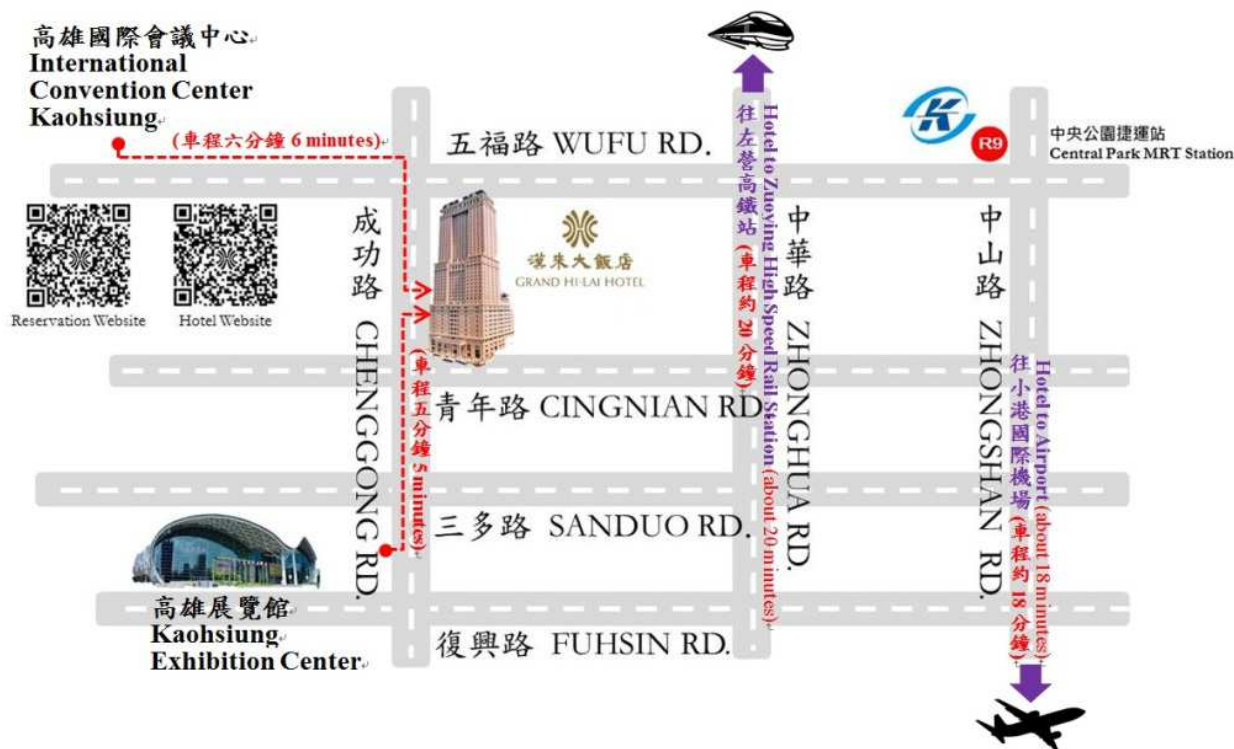 高雄國際會議中心
International
Convention Center
Kaohsiung
(車程六分鐘 6 minutes)
五福路 WUFU RD.
K
R9
中央公園捷運站
Central Park MRT Station
Reservation Website
Hotel Website
漢來大飯店
GRAND HI-LAI HOTEL
成功路 CHENGGONG RD.
(車程五分鐘 5 minutes)
往左營高鐵站 (車程約 20 分鐘)
Hotel to Zuoying High Speed Rail Station (about 20 minutes)
中華路 ZHONGHUA RD.
中山路 ZHONGSHAN RD.
往小港國際機場 (車程約 18 分鐘)
Hotel to Airport (about 18 minutes)
青年路 CINGNIAN RD.
三多路 SANDUO RD.
高雄展覽館
Kaohsiung
Exhibition Center
復興路 FUHSIN RD.